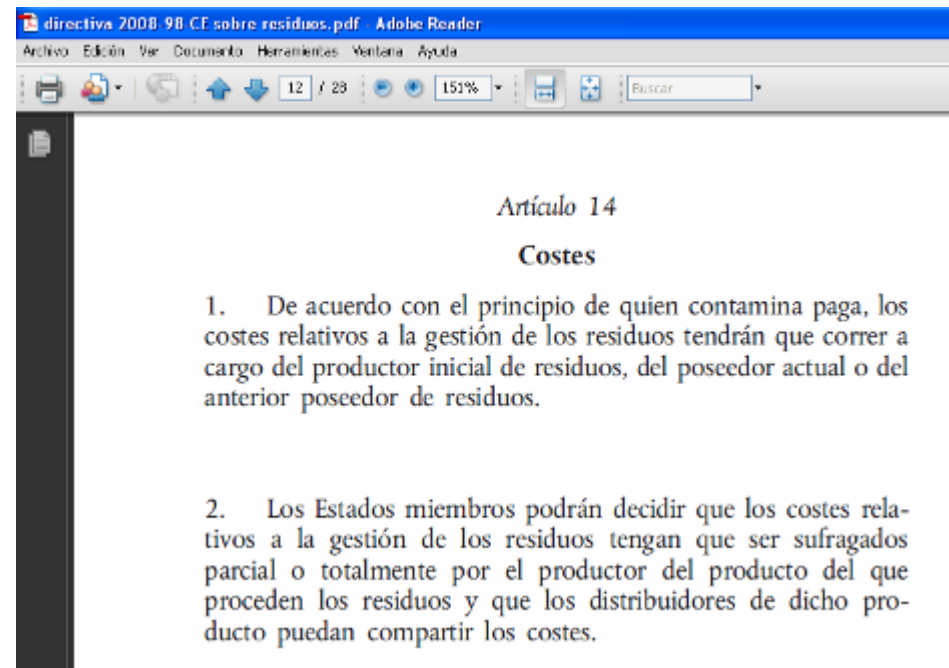 directiva 2008-98-CE sobre residuos.pdf - Adobe Reader
Archivo Edición Ver Documento Herramientas Ventana Ayuda
12 / 28 151% Buscar
Artículo 14
Costes
1. De acuerdo con el principio de quien contamina paga, los
costes relativos a la gestión de los residuos tendrán que correr a
cargo del productor inicial de residuos, del poseedor actual o del
anterior poseedor de residuos.
2. Los Estados miembros podrán decidir que los costes rela-
tivos a la gestión de los residuos tengan que ser sufragados
parcial o totalmente por el productor del producto del que
proceden los residuos y que los distribuidores de dicho pro-
ducto puedan compartir los costes.